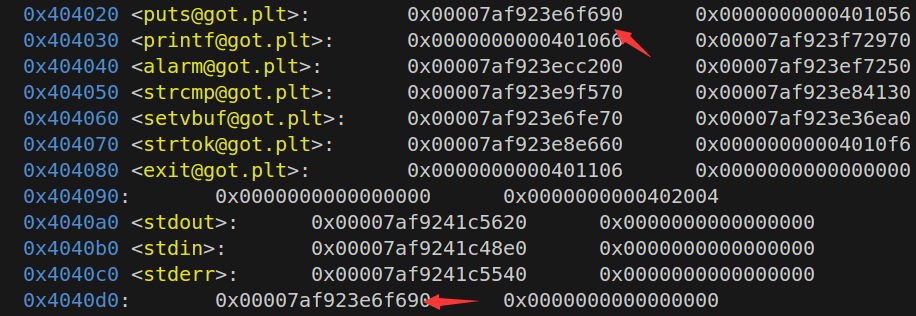 0x404020 <puts@got.plt>: 0x00007af923e6f690 0x0000000000401056
0x404030 <printf@got.plt>: 0x0000000000401066 0x00007af923f72970
0x404040 <alarm@got.plt>: 0x00007af923ecc200 0x00007af923ef7250
0x404050 <strcmp@got.plt>: 0x00007af923e9f570 0x00007af923e84130
0x404060 <setvbuf@got.plt>: 0x00007af923e6fe70 0x00007af923e36ea0
0x404070 <strtok@got.plt>: 0x00007af923e8e660 0x00000000004010f6
0x404080 <exit@got.plt>: 0x0000000000401106 0x0000000000000000
0x404090: 0x0000000000000000 0x0000000000402004
0x4040a0 <stdout>: 0x00007af9241c5620 0x0000000000000000
0x4040b0 <stdin>: 0x00007af9241c48e0 0x0000000000000000
0x4040c0 <stderr>: 0x00007af9241c5540 0x0000000000000000
0x4040d0: 0x00007af923e6f690 0x0000000000000000